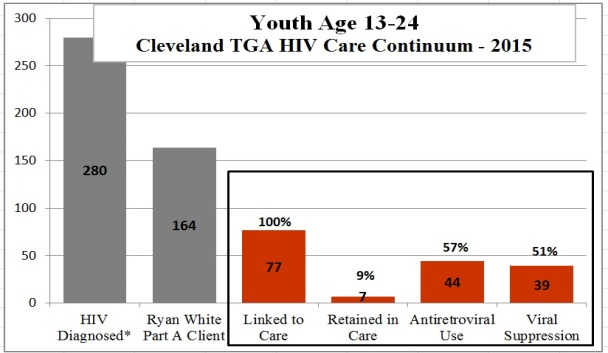 Youth Age 13-24
Cleveland TGA HIV Care Continuum - 2015
300
250
200
150
100
50
0
280
164
100%
77
9%
7
57%
44
51%
39
HIV
Diagnosed*
Ryan White
Part A Client
Linked to
Care
Retained in
Care
Antiretroviral
Use
Viral
Suppression